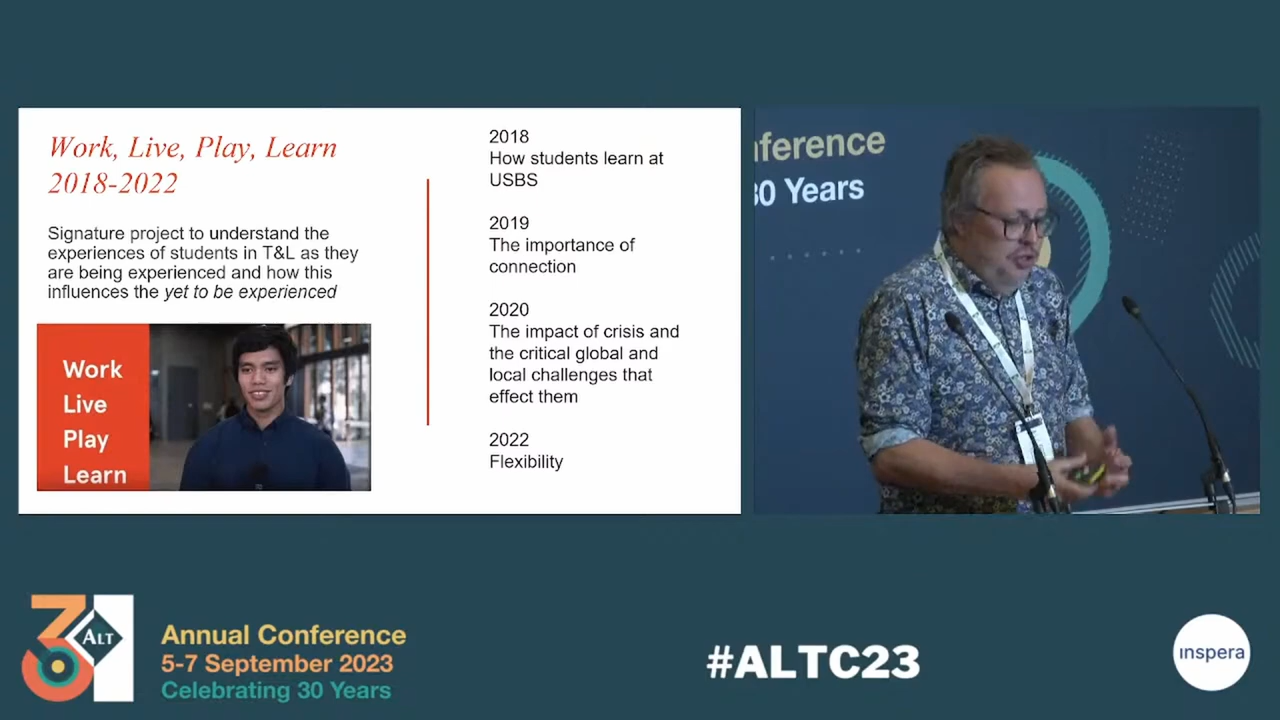 Work, Live, Play, Learn
2018-2022
Signature project to understand the
experiences of students in T&L as they
are being experienced and how this
influences the yet to be experienced
Work
Live
Play
Learn
2018
How students learn at
USBS
2019
The importance of
connection
2020
The impact of crisis and
the critical global and
local challenges that
effect them
2022
Flexibility
ference
30 Years
ALT
Annual Conference
5-7 September 2023
Celebrating 30 Years
#ALTC23
inspera